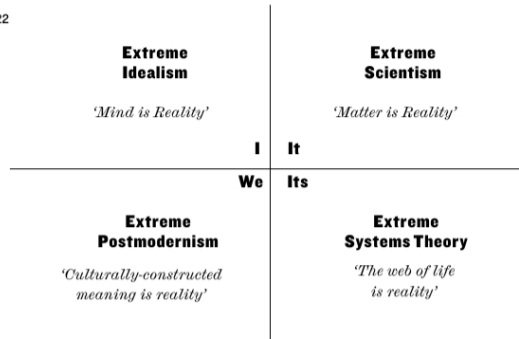 22
Extreme
Idealism
‘Mind is Reality’
Extreme
Scientism
‘Matter is Reality’
I
It
We
Its
Extreme
Postmodernism
‘Culturally-constructed
meaning is reality’
Extreme
Systems Theory
‘The web of life
is reality’